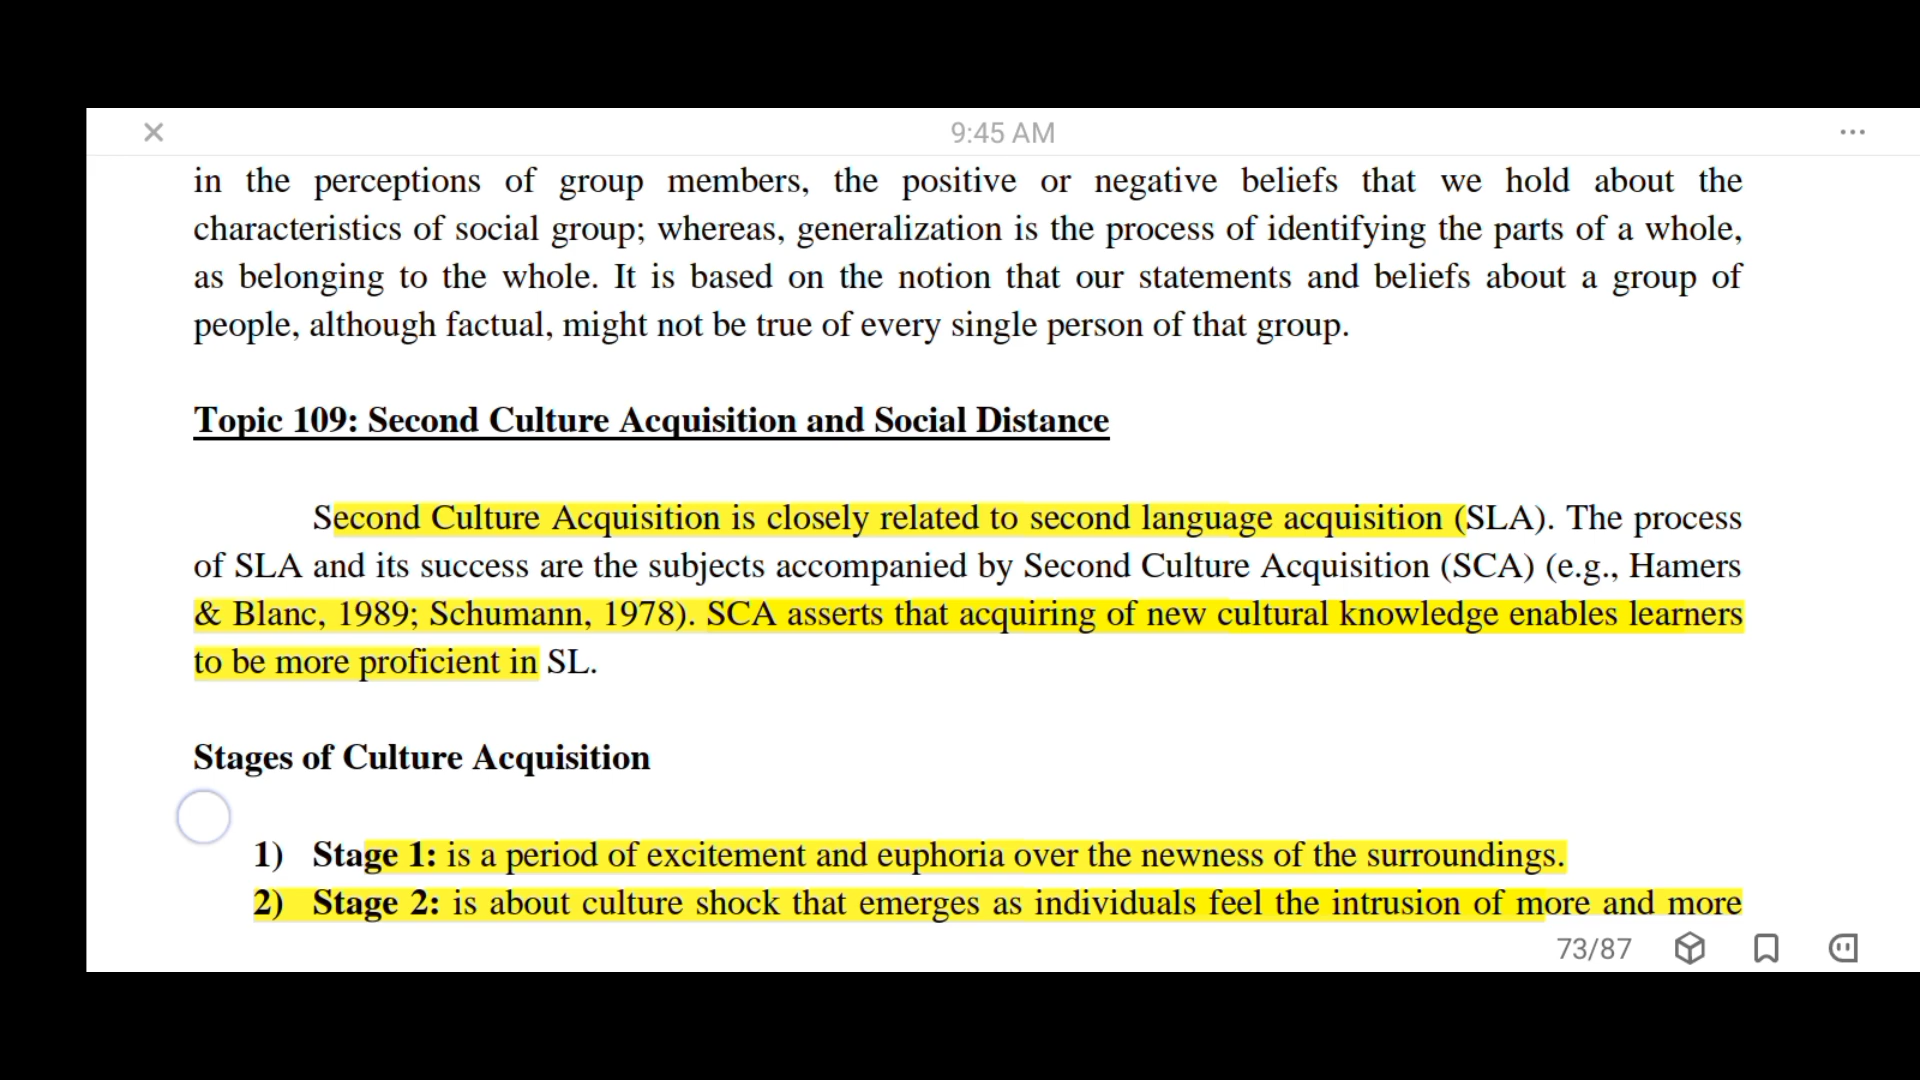 9:45 AM
in the perceptions of group members, the positive or negative beliefs that we hold about the
characteristics of social group; whereas, generalization is the process of identifying the parts of a whole,
as belonging to the whole. It is based on the notion that our statements and beliefs about a group of
people, although factual, might not be true of every single person of that group.
Topic 109: Second Culture Acquisition and Social Distance
Second Culture Acquisition is closely related to second language acquisition (SLA). The process
of SLA and its success are the subjects accompanied by Second Culture Acquisition (SCA) (e.g., Hamers
& Blanc, 1989; Schumann, 1978). SCA asserts that acquiring of new cultural knowledge enables learners
to be more proficient in SL.
Stages of Culture Acquisition
1) Stage 1: is a period of excitement and euphoria over the newness of the surroundings.
2) Stage 2: is about culture shock that emerges as individuals feel the intrusion of more and more
73/87